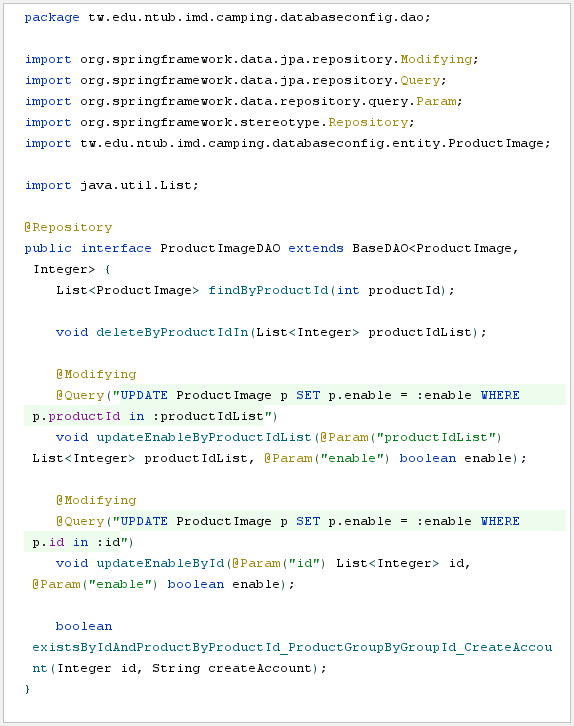 package tw.edu.ntub.imd.camping.databaseconfig.dao;
import org.springframework.data.jpa.repository.Modifying;
import org.springframework.data.jpa.repository.Query;
import org.springframework.data.repository.query.Param;
import org.springframework.stereotype.Repository;
import tw.edu.ntub.imd.camping.databaseconfig.entity.ProductImage;
import java.util.List;
@Repository
public interface ProductImageDAO extends BaseDAO<ProductImage,
Integer> {
List<ProductImage> findByProductId(int productId);
void deleteByProductIdIn(List<Integer> productIdList);
@Modifying
@Query("UPDATE ProductImage p SET p.enable = :enable WHERE
p.productId in :productIdList")
void updateEnableByProductIdList(@Param("productIdList")
List<Integer> productIdList, @Param("enable") boolean enable);
@Modifying
@Query("UPDATE ProductImage p SET p.enable = :enable WHERE
p.id in :id")
void updateEnableById(@Param("id") List<Integer> id,
@Param("enable") boolean enable);
boolean
existsByIdAndProductByProductId_ProductGroupByGroupId_CreateAccou
nt(Integer id, String createAccount);
}